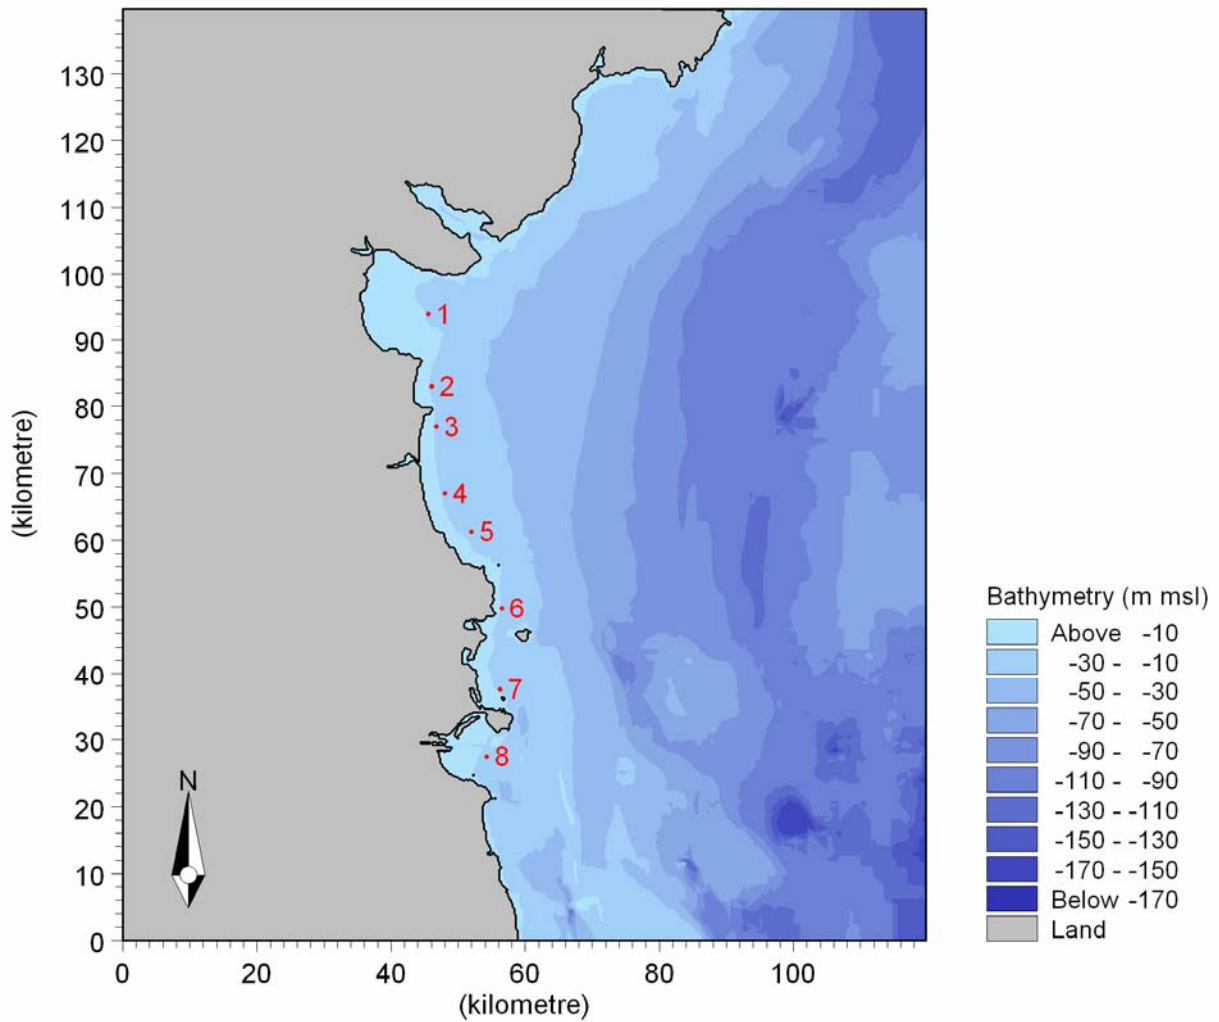 130
120
110
100
90
80
70
60
50
40
30
20
10
0
(kilometre)
1
2
3
4
5
6
7
8
N
0 20 40 60 80 100
(kilometre)
Bathymetry (m msl)
Above -10
-30 - -10
-50 - -30
-70 - -50
-90 - -70
-110 - -90
-130 - -110
-150 - -130
-170 - -150
Below -170
Land